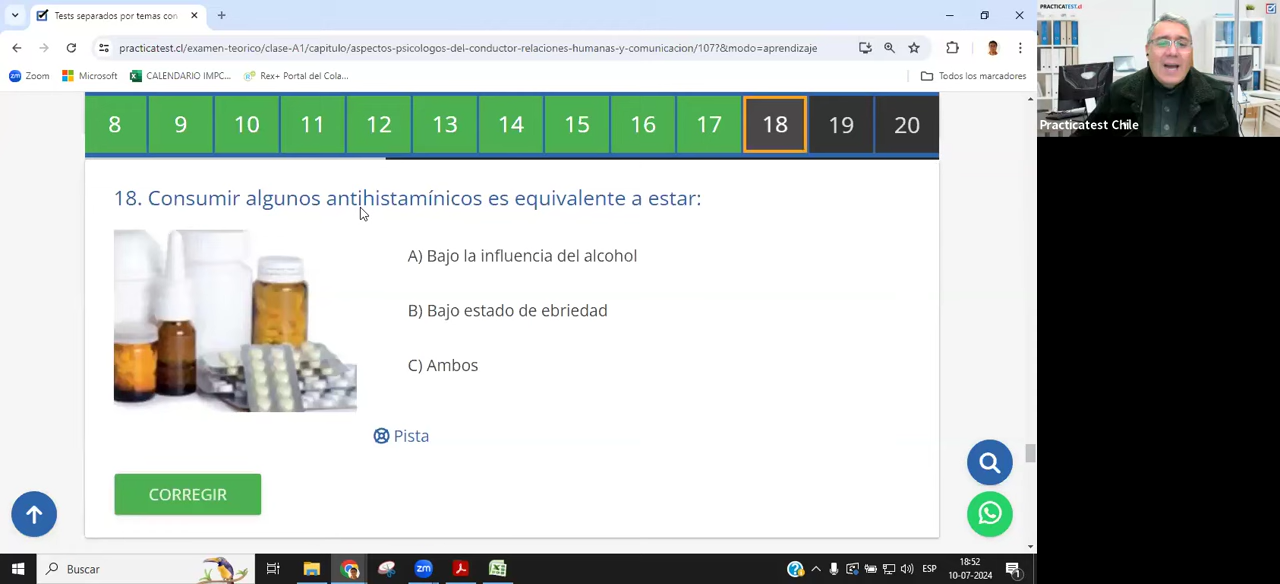 Tests separados por temas con
practicatest.cl/examen-teorico/clase-A1/capitulo/aspectos-psicologos-del-conductor-relaciones-humanas-y-comunicacion/107?&modo=aprendizaje
Zoom
Microsoft
CALENDARIO IMPC...
Rex+ Portal del Cola...
Todos los marcadores
PRACTICATEST.cl
Practicatest Chile
8 9 10 11 12 13 14 15 16 17 18 19 20
18. Consumir algunos antihistamínicos es equivalente a estar:
A) Bajo la influencia del alcohol
B) Bajo estado de ebriedad
C) Ambos
Pista
CORREGIR
Buscar
ESP
18:52
10-07-2024